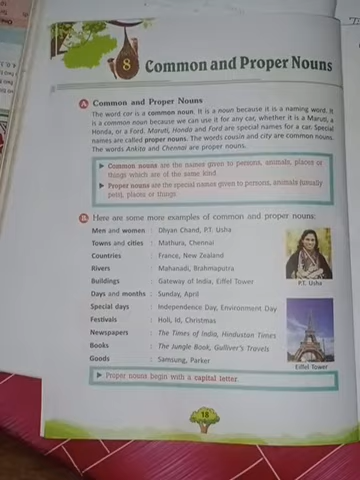 8
Common and Proper Nouns
A Common and Proper Nouns
The word car is a common noun. It is a noun because it is a naming word. It
is a common noun because we can use it for any car, whether it is a Maruti, a
Honda, or a Ford. Maruti, Honda and Ford are special names for a car. Special
names are called proper nouns. The words cousin and city are common nouns.
The words Ankita and Chennai are proper nouns.
Common nouns are the names given to persons, animals, places or
things which are of the same kind.
Proper nouns are the special names given to persons, animals (usually
pets), places or things.
B Here are some more examples of common and proper nouns:
Men and women : Dhyan Chand, P.T. Usha
Towns and cities : Mathura, Chennai
Countries : France, New Zealand
Rivers : Mahanadi, Brahmaputra
Buildings : Gateway of India, Eiffel Tower
Days and months : Sunday, April
Special days : Independence Day, Environment Day
Festivals : Holi, Id, Christmas
Newspapers : The Times of India, Hindustan Times
Books : The Jungle Book, Gulliver's Travels
Goods : Samsung, Parker
P.T. Usha
Eiffel Tower
Proper nouns begin with a capital letter.
18